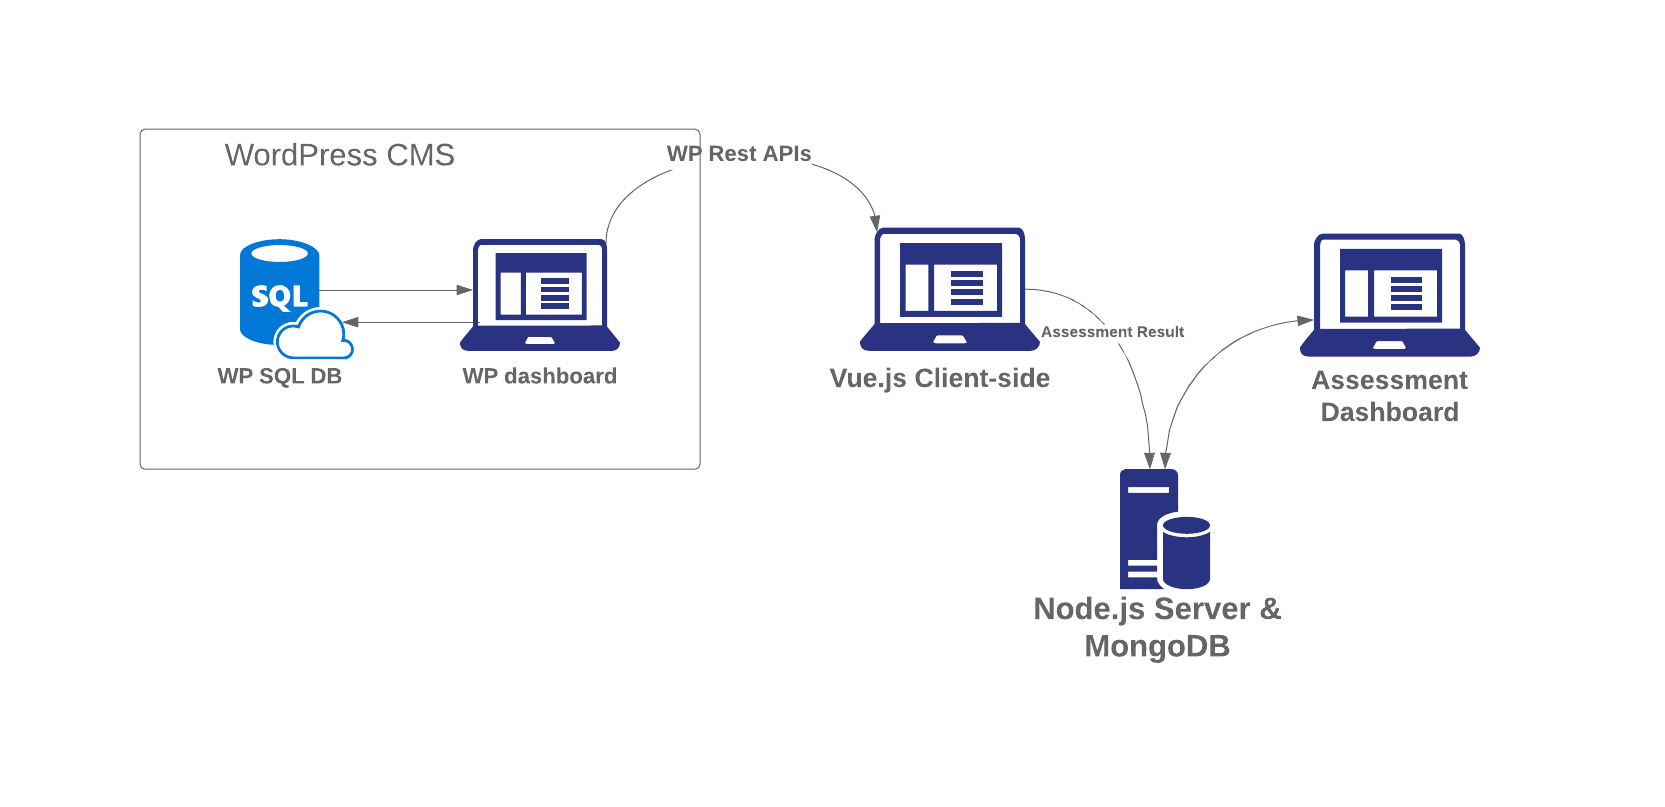 WordPress CMS
WP Rest APIs
SQL
WP SQL DB
WP dashboard
Vue.js Client-side
Assessment Result
Assessment
Dashboard
Node.js Server &
MongoDB